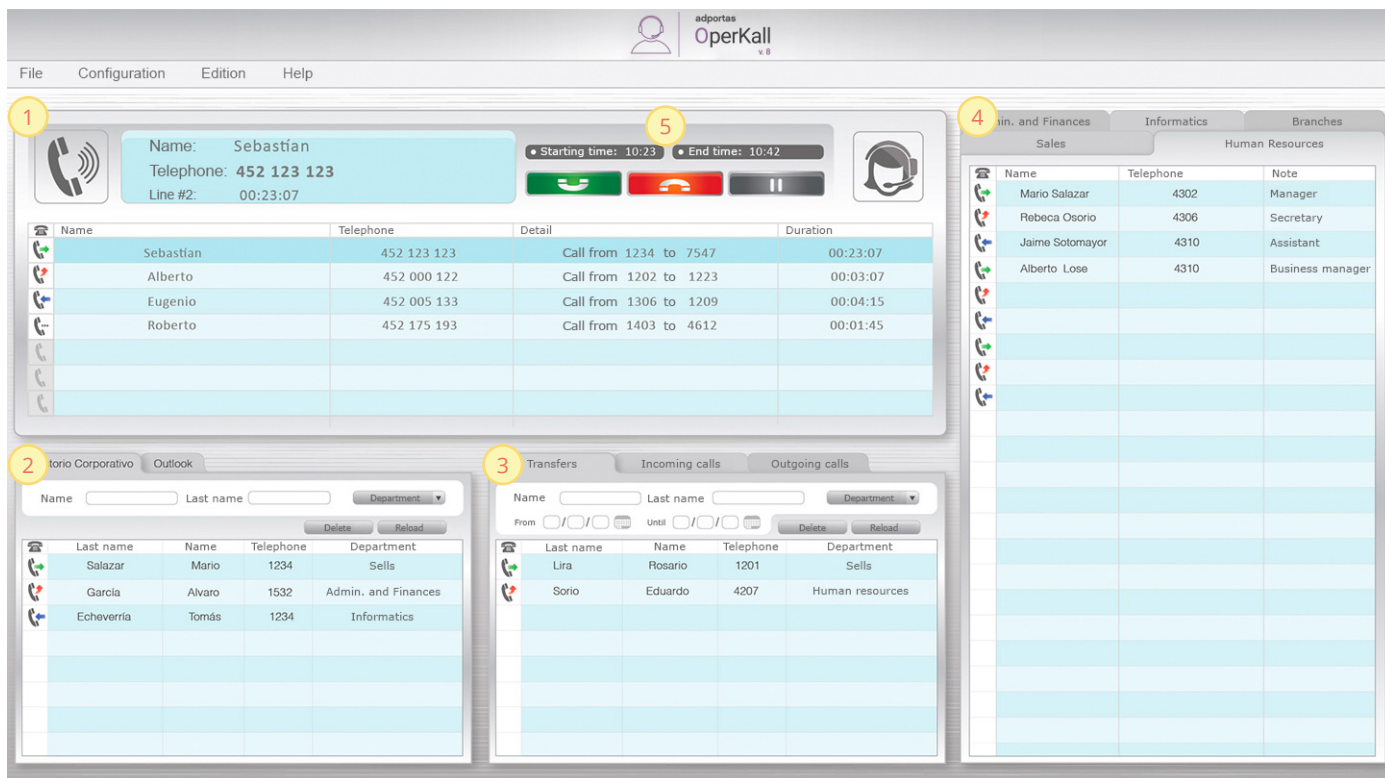 adportas
OperKall
v. 8
File Configuration Edition Help
1
Name: Sebastían
Telephone: 452 123 123
Line #2: 00:23:07
5
• Starting time: 10:23 • End time: 10:42
Name Telephone Detail Duration
Sebastían 452 123 123 Call from 1234 to 7547 00:23:07
Alberto 452 000 122 Call from 1202 to 1223 00:03:07
Eugenio 452 005 133 Call from 1306 to 1209 00:04:15
Roberto 452 175 193 Call from 1403 to 4612 00:01:45
2
torio Corporativo Outlook
Name Last name Department
Delete Reload
Last name Name Telephone Department
Salazar Mario 1234 Sells
García Alvaro 1532 Admin. and Finances
Echeverría Tomás 1234 Informatics
3
Transfers Incoming calls Outgoing calls
Name Last name Department
From / / Until / / Delete Reload
Last name Name Telephone Department
Lira Rosario 1201 Sells
Sorio Eduardo 4207 Human resources
4
in. and Finances Informatics Branches
Sales Human Resources
Name Telephone Note
Mario Salazar 4302 Manager
Rebeca Osorio 4306 Secretary
Jaime Sotomayor 4310 Assistant
Alberto Lose 4310 Business manager